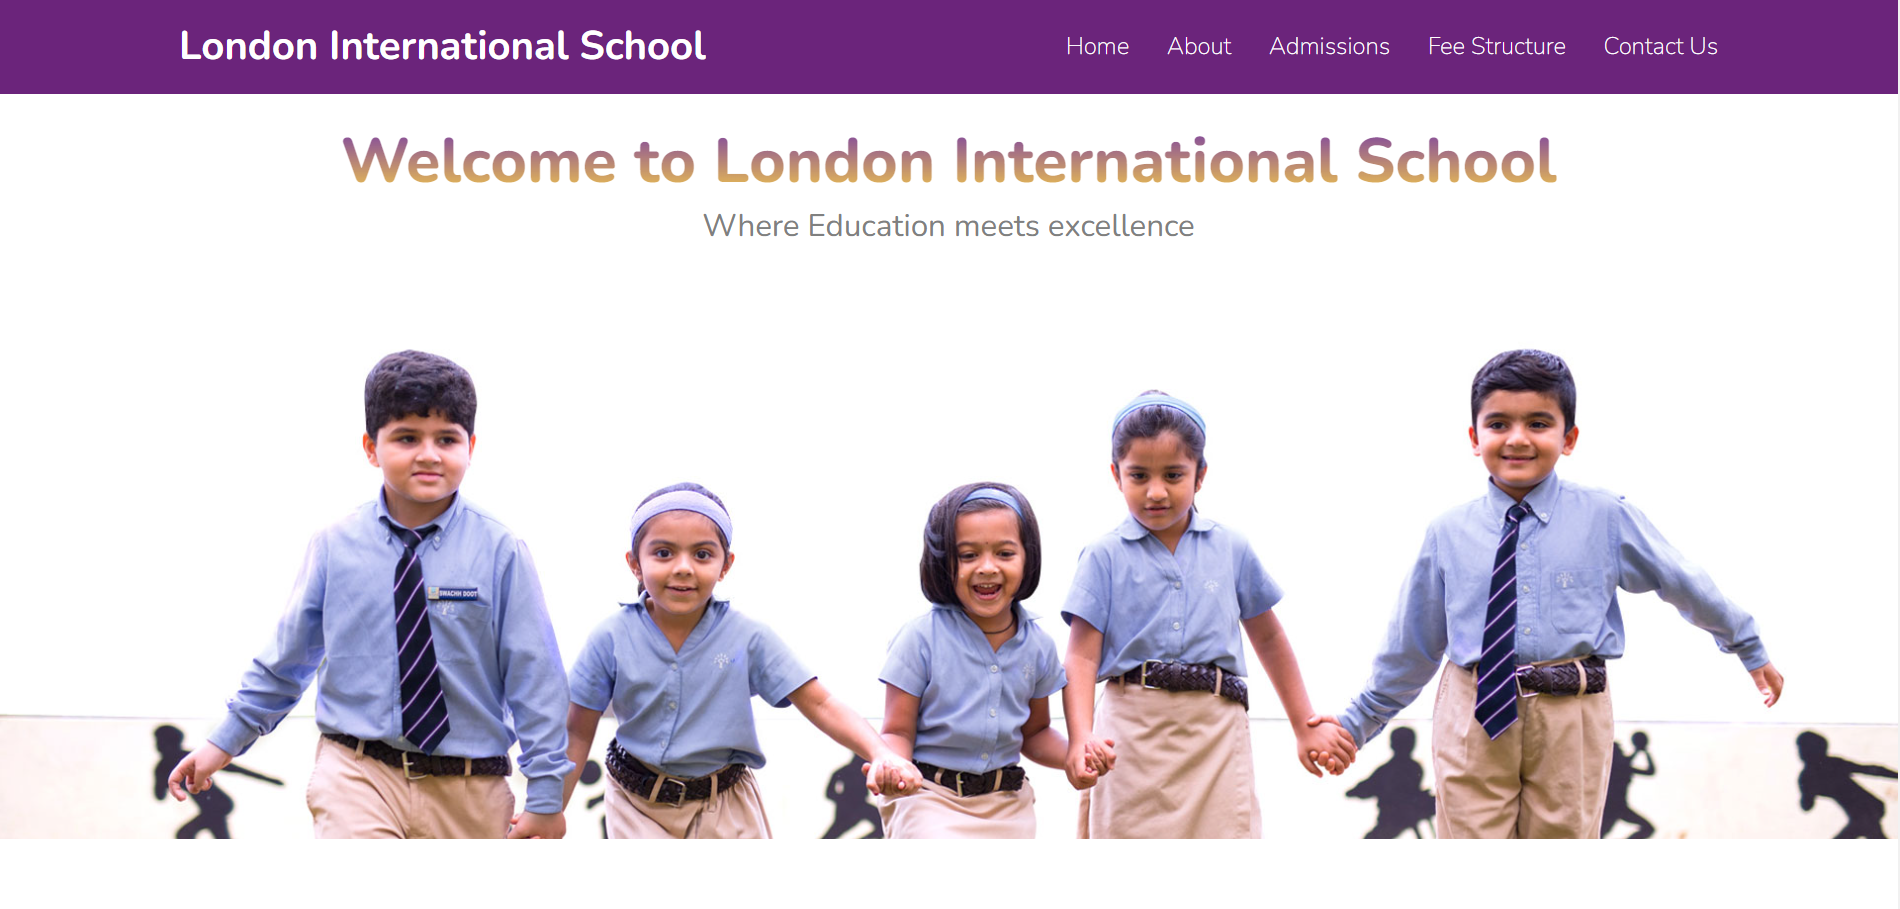 London International School
Home About Admissions Fee Structure Contact Us
Welcome to London International School
Where Education meets excellence
SWACHH DOOT